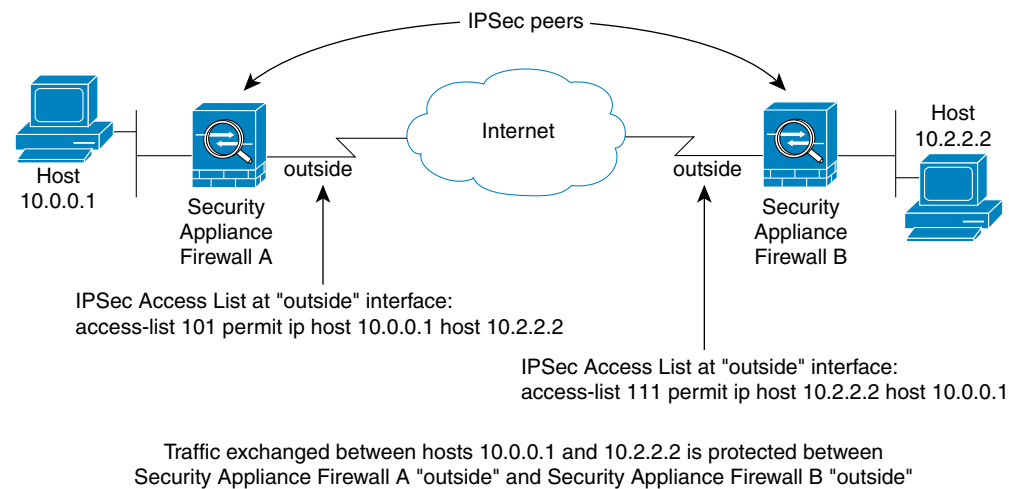 IPSec peers
Internet
Host
10.0.0.1
outside
Security
Appliance
Firewall A
outside
Security
Appliance
Firewall B
Host
10.2.2.2
IPSec Access List at "outside" interface:
access-list 101 permit ip host 10.0.0.1 host 10.2.2.2
IPSec Access List at "outside" interface:
access-list 111 permit ip host 10.2.2.2 host 10.0.0.1
Traffic exchanged between hosts 10.0.0.1 and 10.2.2.2 is protected between
Security Appliance Firewall A "outside" and Security Appliance Firewall B "outside"